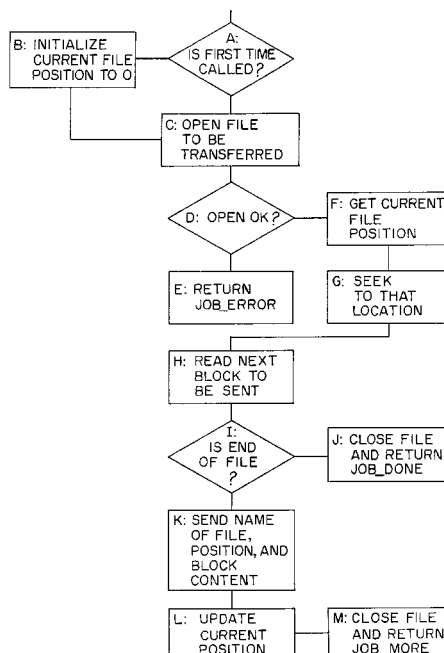 A:
IS FIRST TIME
CALLED?
B: INITIALIZE
CURRENT FILE
POSITION TO O
C: OPEN FILE
TO BE
TRANSFERRED
D: OPEN OK?
F: GET CURRENT
FILE
POSITION
E: RETURN
JOB_ERROR
G: SEEK
TO THAT
LOCATION
H: READ NEXT
BLOCK TO
BE SENT
I:
IS END
OF FILE
?
J: CLOSE FILE
AND RETURN
JOB_DONE
K: SEND NAME
OF FILE,
POSITION, AND
BLOCK
CONTENT
L: UPDATE
CURRENT
POSITION
M: CLOSE FILE
AND RETURN
JOB_MORE